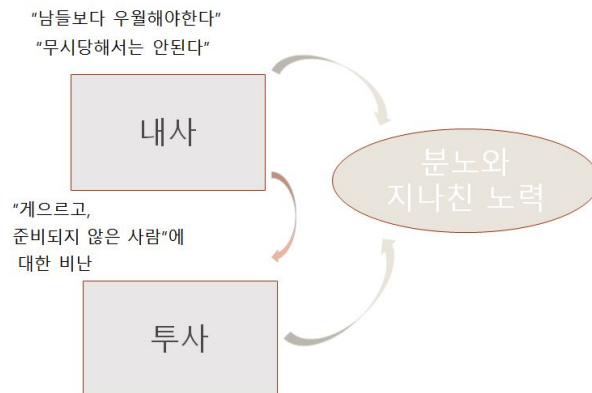 "남들보다 우월해야한다"
"무시당해서는 안된다"
내사
분노와
지나친 노력
"게으르고,
준비되지 않은 사람"에
대한 비난
투사